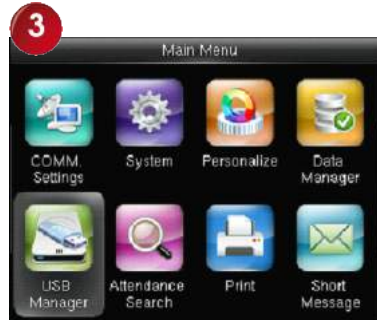 3
Main Menu
COMM. Settings
System
Personalize
Data Manager
USB Manager
Attendance Search
Print
Short Message